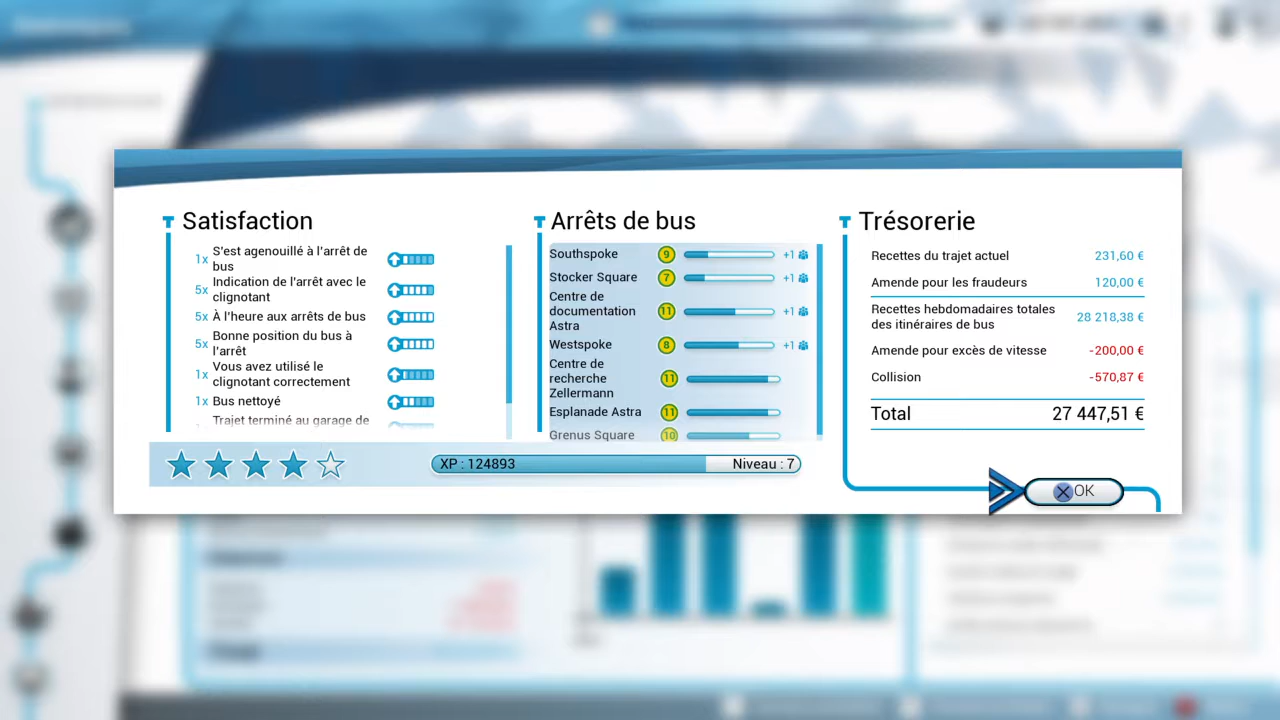 Satisfaction
1x S'est agenouillé à l'arrêt de
bus
5x Indication de l'arrêt avec le
clignotant
5x À l'heure aux arrêts de bus
5x Bonne position du bus à
l'arrêt
1x Vous avez utilisé le
clignotant correctement
1x Bus nettoyé
Trajet terminé au garage de
Arrêts de bus
Southspoke 9 +1
Stocker Square 7 +1
Centre de
documentation 11 +1
Astra
Westspoke 8 +1
Centre de
recherche 11
Zellermann
Esplanade Astra 11
Grenus Square 10
XP : 124893 Niveau : 7
Trésorerie
Recettes du trajet actuel 231,60 €
Amende pour les fraudeurs 120,00 €
Recettes hebdomadaires totales
des itinéraires de bus 28 218,38 €
Amende pour excès de vitesse -200,00 €
Collision -570,87 €
Total 27 447,51 €
OK